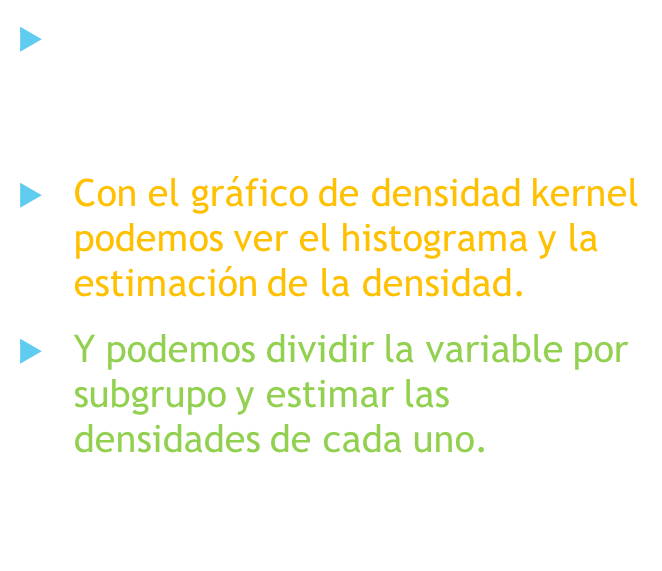 Con el gráfico de densidad kernel
podemos ver el histograma y la
estimación de la densidad.
Y podemos dividir la variable por
subgrupo y estimar las
densidades de cada uno.